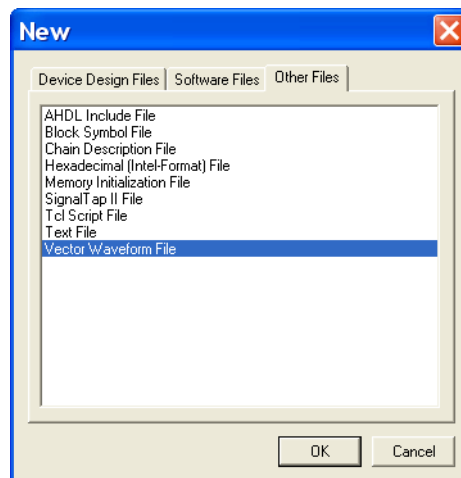 New
Device Design Files Software Files Other Files
AHDL Include File
Block Symbol File
Chain Description File
Hexadecimal (Intel-Format) File
Memory Initialization File
SignalTap II File
Tcl Script File
Text File
Vector Waveform File
OK Cancel